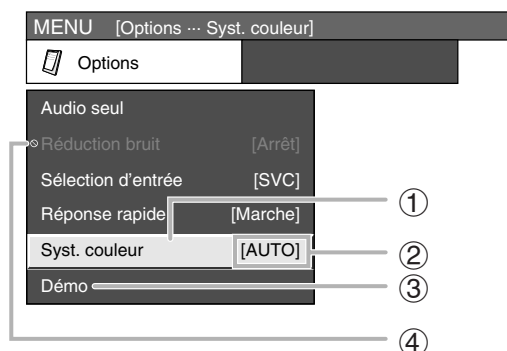 MENU [Options ··· Syst. couleur]
Options
Audio seul
Réduction bruit [Arrêt]
Sélection d'entrée [SVC]
Réponse rapide [Marche]
Syst. couleur [AUTO]
Démo
①
②
③
④